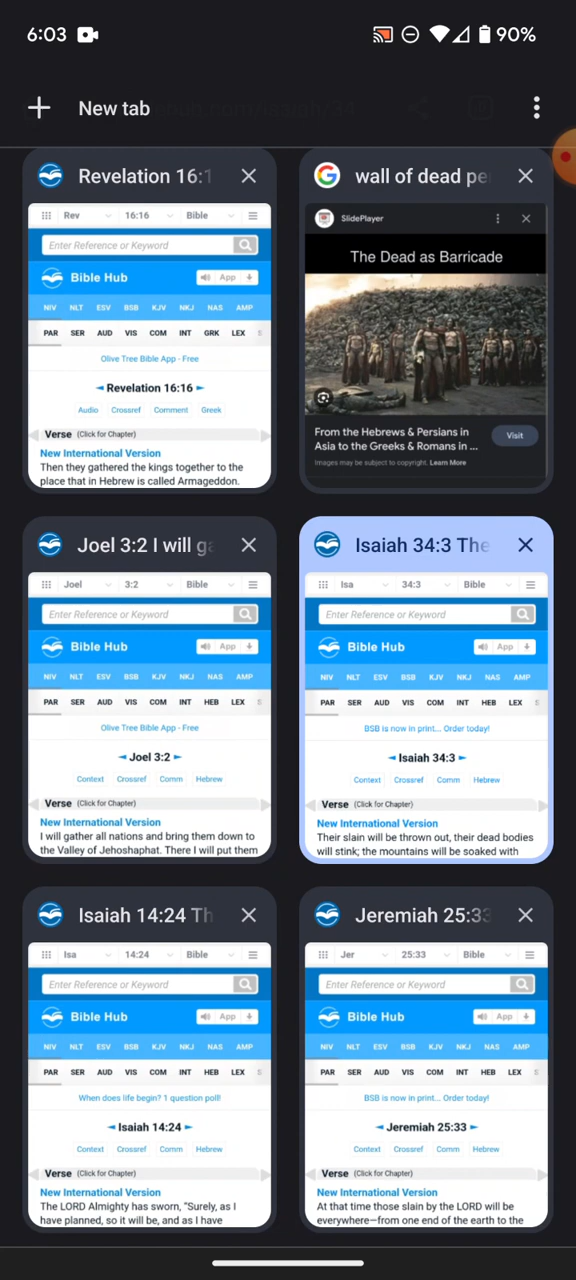 6:03 90%
New tab
Revelation 16:1
wall of dead pe
Rev 16:16 Bible
Enter Reference or Keyword
Bible Hub App
NIV NLT ESV BSB KJV NKJ NAS AMP
PAR SER AUD VIS COM INT GRK LEX S
Olive Tree Bible App - Free
Revelation 16:16
Audio Crossref Comment Greek
Verse (Click for Chapter)
New International Version
Then they gathered the kings together to the
place that in Hebrew is called Armageddon.
SlidePlayer
The Dead as Barricade
From the Hebrews & Persians in
Asia to the Greeks & Romans in ...
Visit
Images may be subject to copyright. Learn More
Joel 3:2 I will ga
Isaiah 34:3 The
Joel 3:2 Bible
Enter Reference or Keyword
Bible Hub App
NIV NLT ESV BSB KJV NKJ NAS AMP
PAR SER AUD VIS COM INT HEB LEX S
Olive Tree Bible App - Free
Joel 3:2
Context Crossref Comm Hebrew
Verse (Click for Chapter)
New International Version
I will gather all nations and bring them down to
the Valley of Jehoshaphat. There I will put them
Isa 34:3 Bible
Enter Reference or Keyword
Bible Hub App
NIV NLT ESV BSB KJV NKJ NAS AMP
PAR SER AUD VIS COM INT HEB LEX S
BSB is now in print... Order today!
Isaiah 34:3
Context Crossref Comm Hebrew
Verse (Click for Chapter)
New International Version
Their slain will be thrown out, their dead bodies
will stink; the mountains will be soaked with
Isaiah 14:24 Th
Jeremiah 25:33
Isa 14:24 Bible
Enter Reference or Keyword
Bible Hub App
NIV NLT ESV BSB KJV NKJ NAS AMP
PAR SER AUD VIS COM INT HEB LEX S
When does life begin? 1 question poll!
Isaiah 14:24
Context Crossref Comm Hebrew
Verse (Click for Chapter)
New International Version
The LORD Almighty has sworn, “Surely, as I
have planned, so it will be, and as I have
Jer 25:33 Bible
Enter Reference or Keyword
Bible Hub App
NIV NLT ESV BSB KJV NKJ NAS AMP
PAR SER AUD VIS COM INT HEB LEX S
BSB is now in print... Order today!
Jeremiah 25:33
Context Crossref Comm Hebrew
Verse (Click for Chapter)
New International Version
At that time those slain by the LORD will be
everywhere—from one end of the earth to the